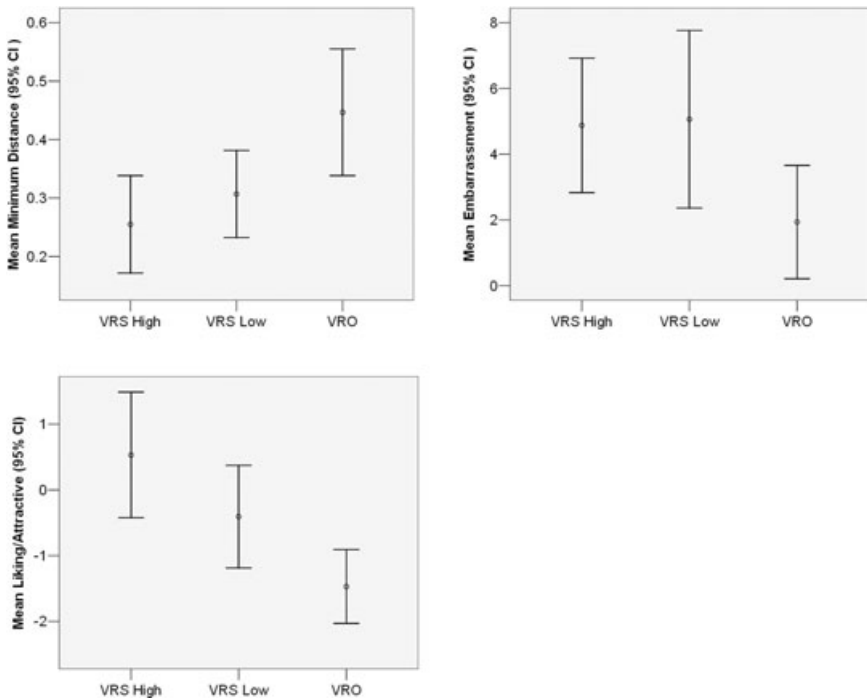 Mean Minimum Distance (95% CI )
0.6
0.5
0.4
0.3
0.2
VRS High VRS Low VRO
Mean Embarrassment (95% CI )
8
6
4
2
0
VRS High VRS Low VRO
Mean Liking/Attractive (95% CI)
1
0
-1
-2
VRS High VRS Low VRO